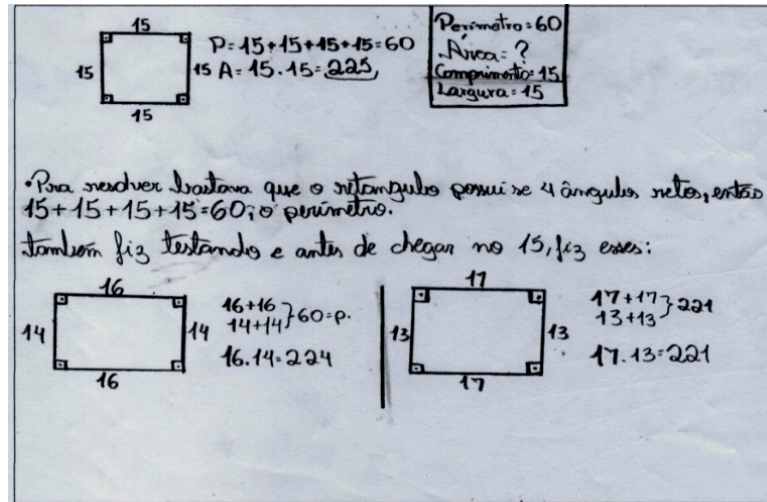 15
15
15
15
P=15+15+15+15=60
A=15.15=225
Perímetro=60
Área=?
Comprimento=15
Largura=15
•Pra resolver bastava que o retangulo possui se 4 ângulos retos, então
15+15+15+15=60; o perímetro.
também fiz testando e antes de chegar no 15, fiz esses:
16
14
14
16
16+16
14+14}60=p.
16.14=224
17
13
13
17
17+17
13+13}221
17.13=221